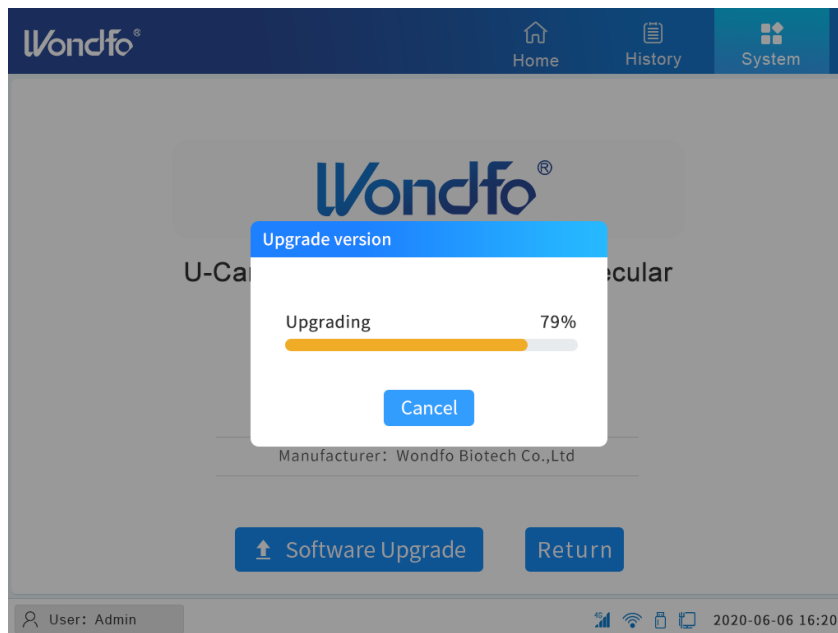 Wondfo®
Home
History
System
Wondfo®
Upgrade version
U-Ca
ecular
Upgrading 79%
Cancel
Manufacturer: Wondfo Biotech Co.,Ltd
Software Upgrade
Return
User: Admin
4G
2020-06-06 16:20